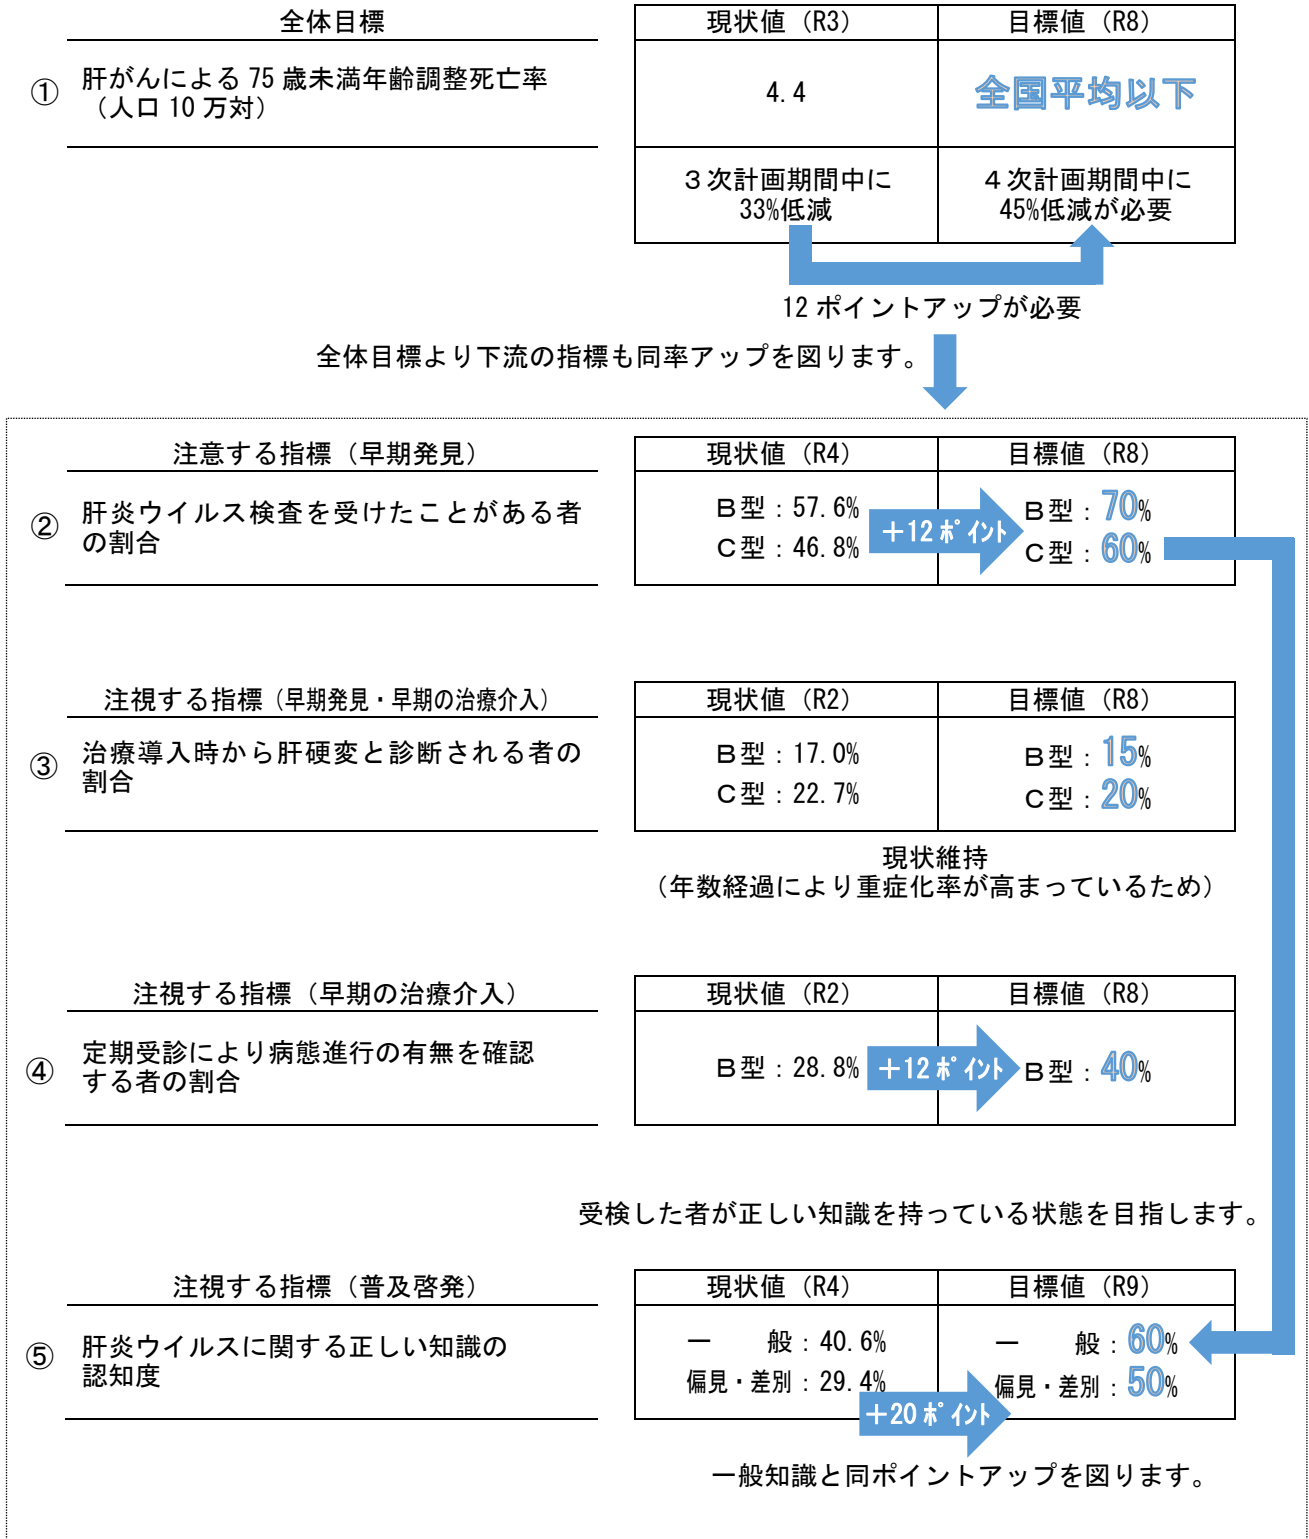 全体目標
現状値（R3）
目標値（R8）
①
肝がんによる 75 歳未満年齢調整死亡率
（人口 10 万対）
4.4
全国平均以下
３次計画期間中に
33%低減
４次計画期間中に
45%低減が必要
12 ポイントアップが必要
全体目標より下流の指標も同率アップを図ります。
注意する指標（早期発見）
現状値（R4）
目標値（R8）
②
肝炎ウイルス検査を受けたことがある者
の割合
Ｂ型：57.6%
Ｃ型：46.8%
＋12 ﾎﾟｲﾝﾄ
Ｂ型：70%
Ｃ型：60%
注視する指標（早期発見・早期の治療介入）
現状値（R2）
目標値（R8）
③
治療導入時から肝硬変と診断される者の
割合
Ｂ型：17.0%
Ｃ型：22.7%
Ｂ型：15%
Ｃ型：20%
現状維持
（年数経過により重症化率が高まっているため）
注視する指標（早期の治療介入）
現状値（R2）
目標値（R8）
④
定期受診により病態進行の有無を確認
する者の割合
Ｂ型：28.8%
＋12 ﾎﾟｲﾝﾄ
Ｂ型：40%
受検した者が正しい知識を持っている状態を目指します。
注視する指標（普及啓発）
現状値（R4）
目標値（R9）
⑤
肝炎ウイルスに関する正しい知識の
認知度
一　　般：40.6%
偏見・差別：29.4%
＋20 ﾎﾟｲﾝﾄ
一　　般：60%
偏見・差別：50%
一般知識と同ポイントアップを図ります。